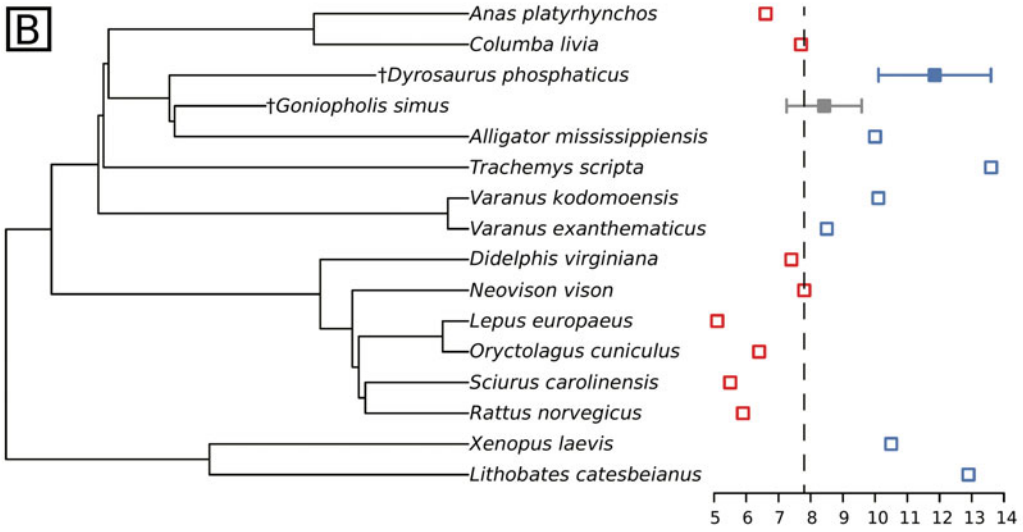 B
Anas platyrhynchos
Columba livia
†Dyrosaurus phosphaticus
†Goniopholis simus
Alligator mississippiensis
Trachemys scripta
Varanus kodomoensis
Varanus exanthematicus
Didelphis virginiana
Neovison vison
Lepus europaeus
Oryctolagus cuniculus
Sciurus carolinensis
Rattus norvegicus
Xenopus laevis
Lithobates catesbeianus
5 6 7 8 9 10 11 12 13 14